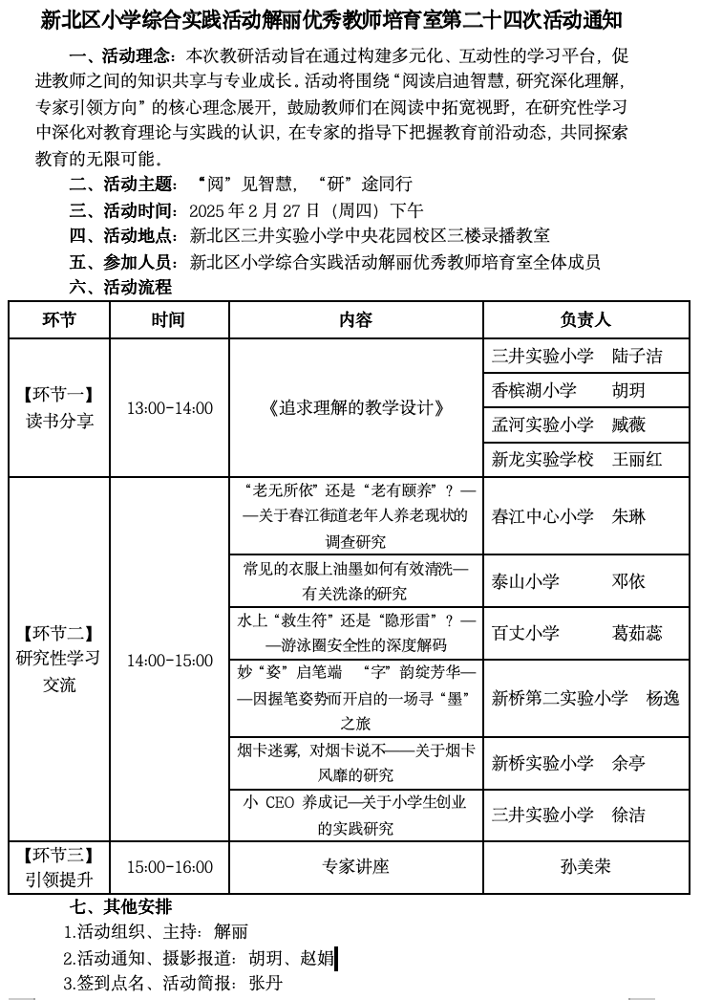 新北区小学综合实践活动解丽优秀教师培育室第二十四次活动通知
一、活动理念：本次教研活动旨在通过构建多元化、互动性的学习平台，促
进教师之间的知识共享与专业成长。活动将围绕“阅读启迪智慧，研究深化理解，
专家引领方向”的核心理念展开，鼓励教师们在阅读中拓宽视野，在研究性学习
中深化对教育理论与实践的认识，在专家的指导下把握教育前沿动态，共同探索
教育的无限可能。
二、活动主题：“阅”见智慧，“研”途同行
三、活动时间：2025年2月27日（周四）下午
四、活动地点：新北区三井实验小学中央花园校区三楼录播教室
五、参加人员：新北区小学综合实践活动解丽优秀教师培育室全体成员
六、活动流程
环节 时间 内容 负责人
【环节一】
读书分享
13:00-14:00
《追求理解的教学设计》
三井实验小学 陆子洁
香槟湖小学 胡玥
孟河实验小学 臧薇
新龙实验学校 王丽红
【环节二】
研究性学习
交流
14:00-15:00
“老无所依”还是“老有颐养”？—
—关于春江街道老年人养老现状的
调查研究
春江中心小学 朱琳
常见的衣服上油墨如何有效清洗—
有关洗涤的研究
泰山小学 邓依
水上“救生符”还是“隐形雷”？—
—游泳圈安全性的深度解码
百丈小学 葛茹蕊
妙“姿”启笔端 “字”韵绽芳华—
—因握笔姿势而开启的一场寻“墨”
之旅
新桥第二实验小学 杨逸
烟卡迷雾，对烟卡说不——关于烟卡
风靡的研究
新桥实验小学 余亭
小 CEO 养成记—关于小学生创业
的实践研究
三井实验小学 徐洁
【环节三】
引领提升
15:00-16:00
专家讲座
孙美荣
七、其他安排
1.活动组织、主持：解丽
2.活动通知、摄影报道：胡玥、赵娟
3.签到点名、活动简报：张丹